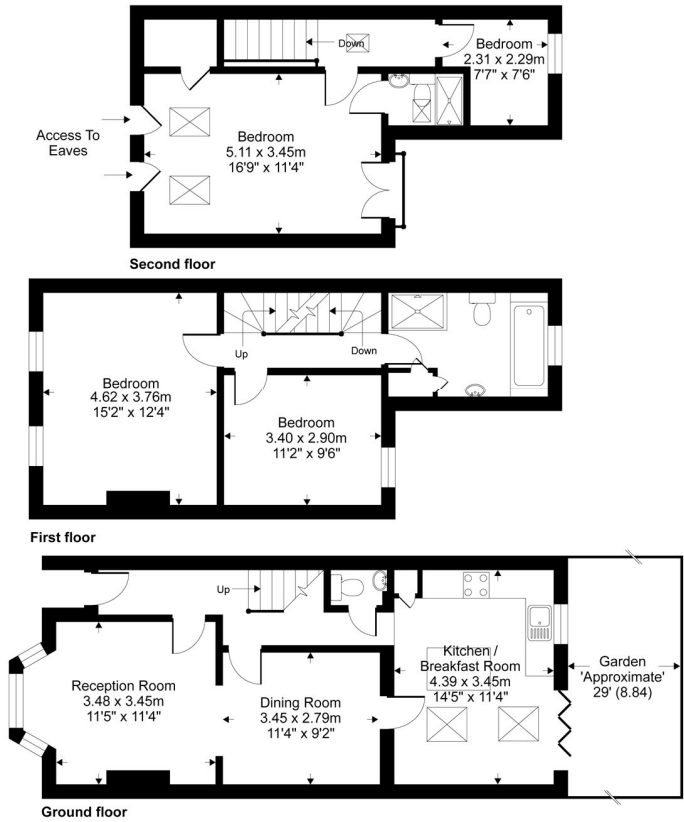 Down
Bedroom
2.31 x 2.29m
7'7" x 7'6"
Access To
Eaves
Bedroom
5.11 x 3.45m
16'9" x 11'4"
Second floor
Up
Down
Bedroom
4.62 x 3.76m
15'2" x 12'4"
Bedroom
3.40 x 2.90m
11'2" x 9'6"
First floor
Up
Kitchen /
Breakfast Room
4.39 x 3.45m
14'5" x 11'4"
Garden
'Approximate'
29' (8.84)
Reception Room
3.48 x 3.45m
11'5" x 11'4"
Dining Room
3.45 x 2.79m
11'4" x 9'2"
Ground floor